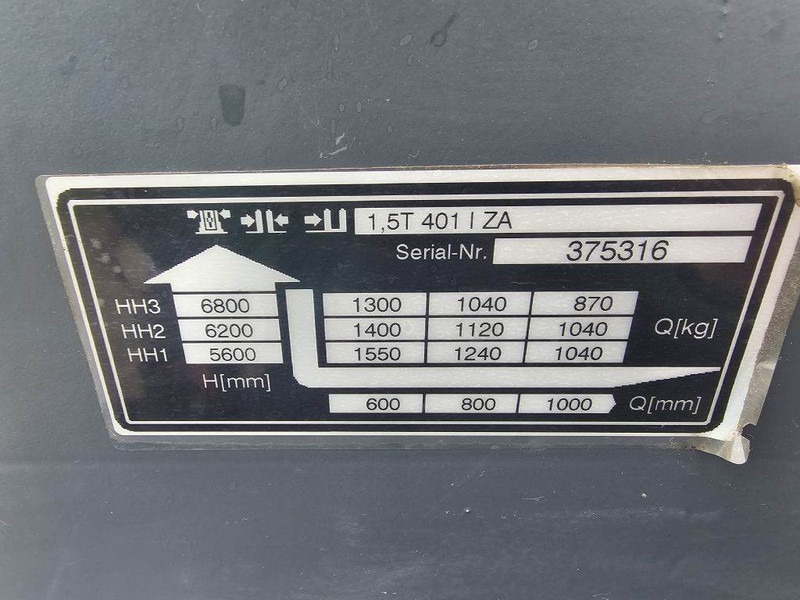 1,5T 401 I ZA
Serial-Nr. 375316
HH3 6800 1300 1040 870
HH2 6200 1400 1120 1040 Q[kg]
HH1 5600 1550 1240 1040
H[mm]
600 800 1000 Q[mm]